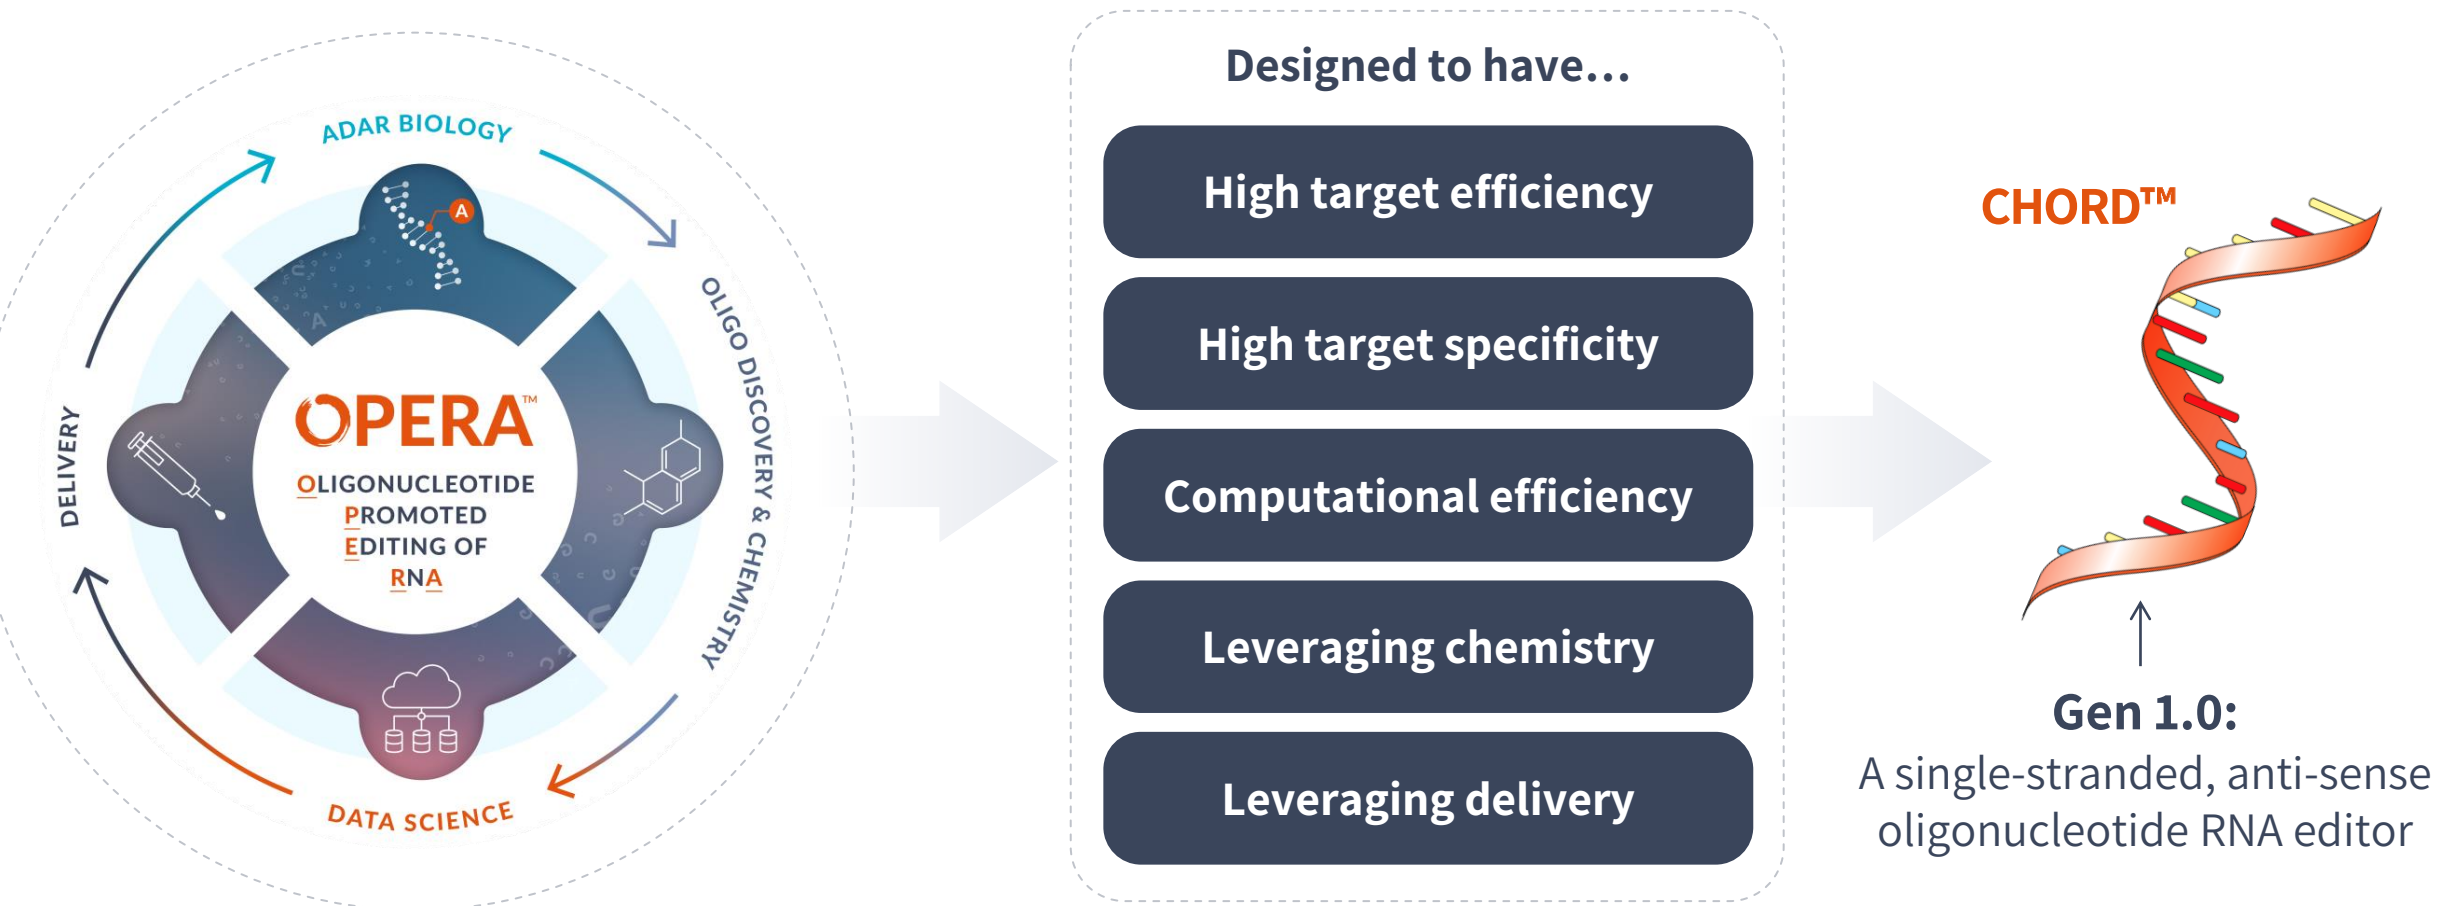 ADAR BIOLOGY
A
OLIGO DISCOVERY & CHEMISTRY
DELIVERY
OPERA™
OLIGONUCLEOTIDE
PROMOTED
EDITING OF
RNA
DATA SCIENCE
Designed to have...
High target efficiency
High target specificity
Computational efficiency
Leveraging chemistry
Leveraging delivery
CHORD™
Gen 1.0:
A single-stranded, anti-sense
oligonucleotide RNA editor